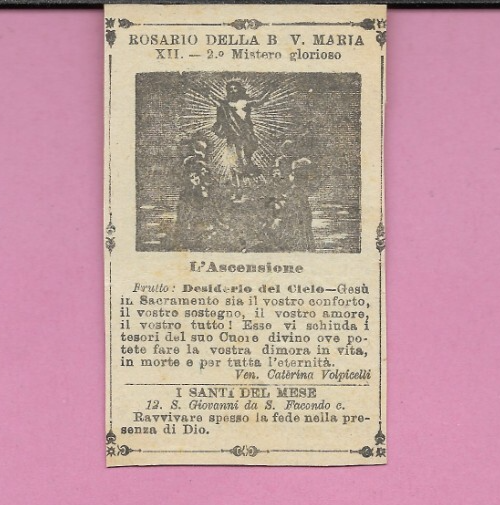 ROSARIO DELLA B V. MARIA
XII. — 2.º Mistero glorioso
L'Ascensione
Frutto: Desiderio del Cielo—Gesù
in Sacramento sia il vostro conforto,
il vostro sostegno, il vostro amore,
il vostro tutto! Esso vi schiuda i
tesori del suo Cuore divino ove po-
tete fare la vostra dimora in vita,
in morte e per tutta l'eternità.
Ven. Caterina Volpicelli
I SANTI DEL MESE
12. S. Giovanni da S. Facondo c.
Ravvivare spesso la fede nella pre-
senza di Dio.